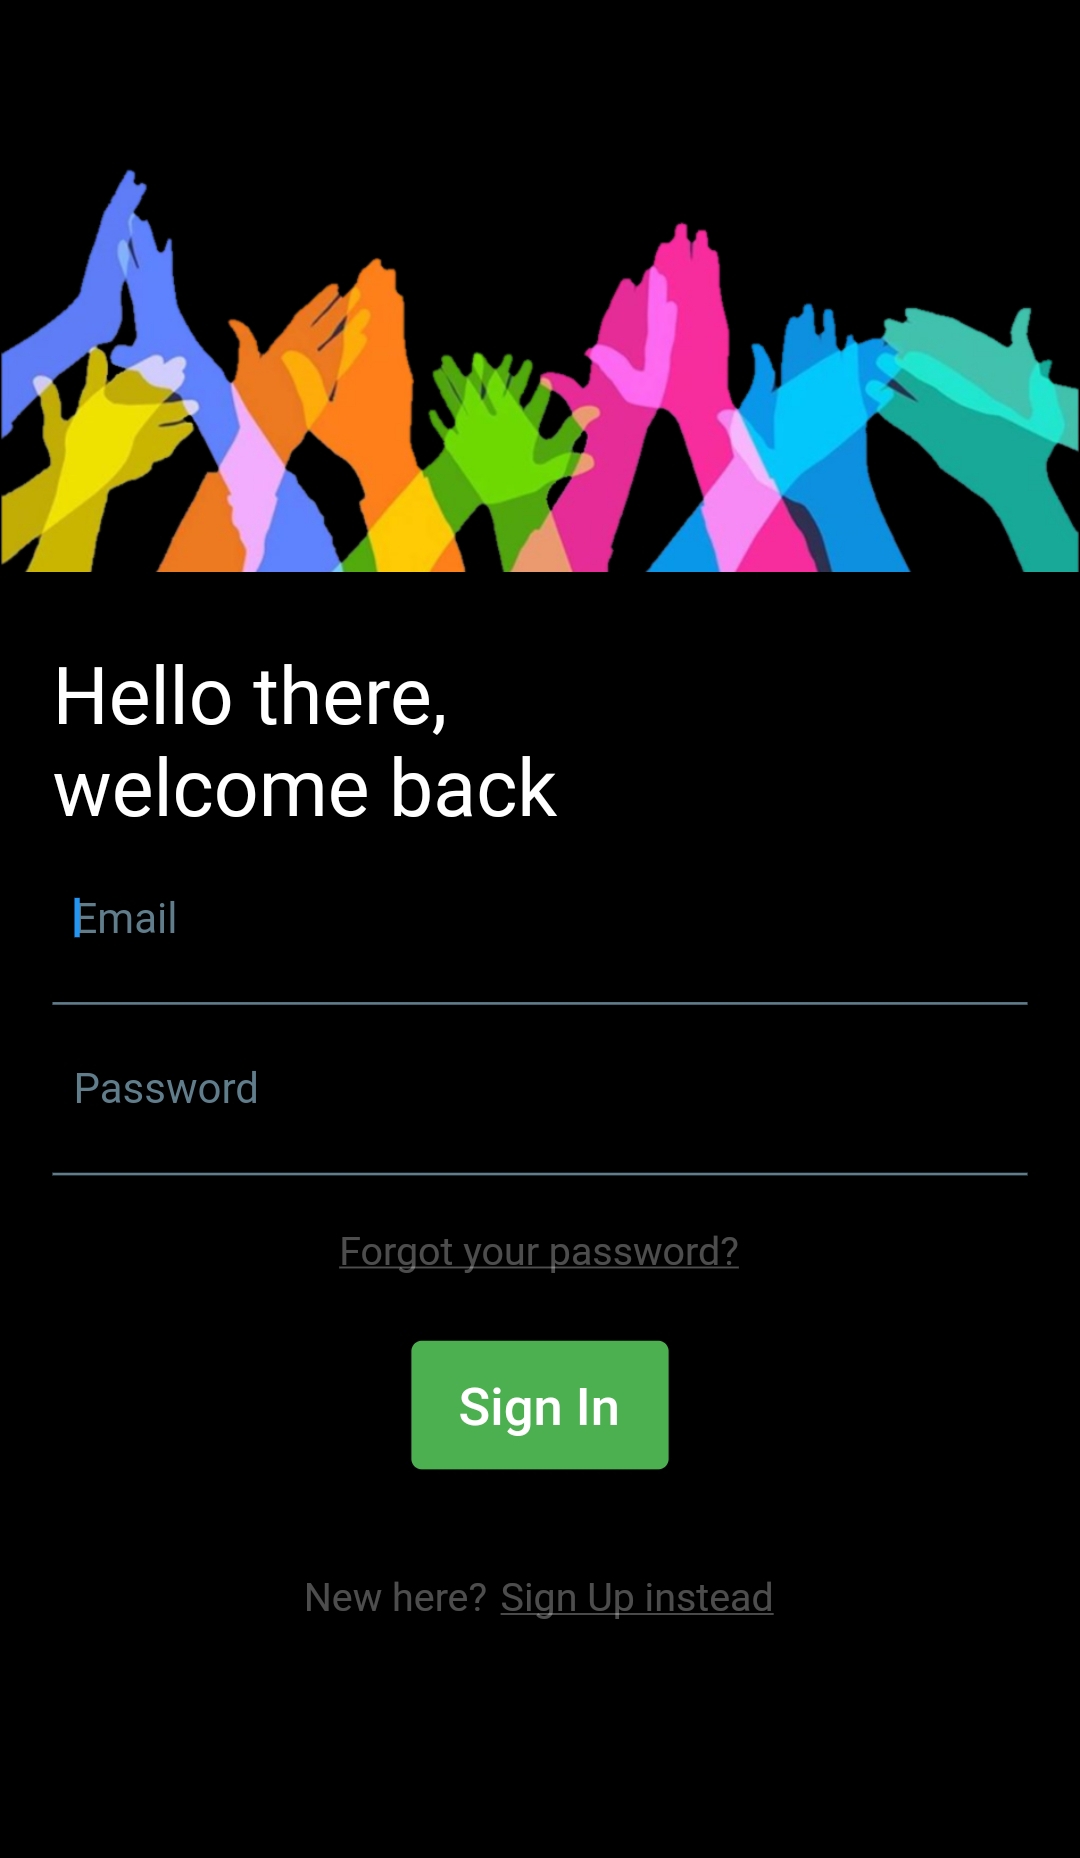 Hello there,
welcome back
Email
Password
Forgot your password?
Sign In
New here? Sign Up instead